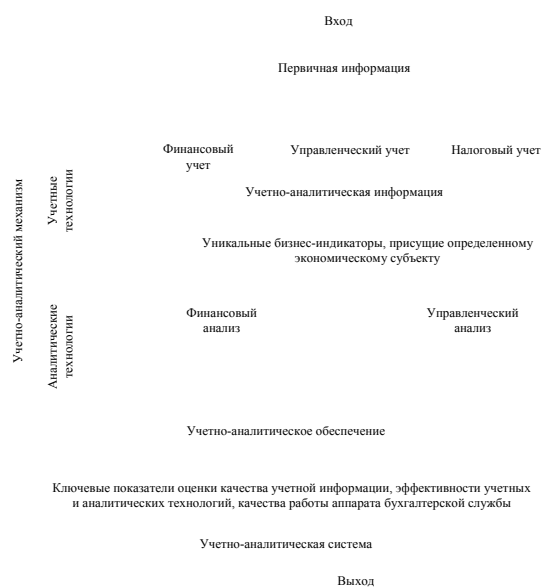 Вход
Первичная информация
Финансовый
учет
Управленческий учет
Налоговый учет
Учетно-аналитическая информация
Уникальные бизнес-индикаторы, присущие определенному
экономическому субъекту
Финансовый
анализ
Управленческий
анализ
Учетно-аналитический механизм
Учетные
технологии
Аналитические
технологии
Учетно-аналитическое обеспечение
Ключевые показатели оценки качества учетной информации, эффективности учетных
и аналитических технологий, качества работы аппарата бухгалтерской службы
Учетно-аналитическая система
Выход